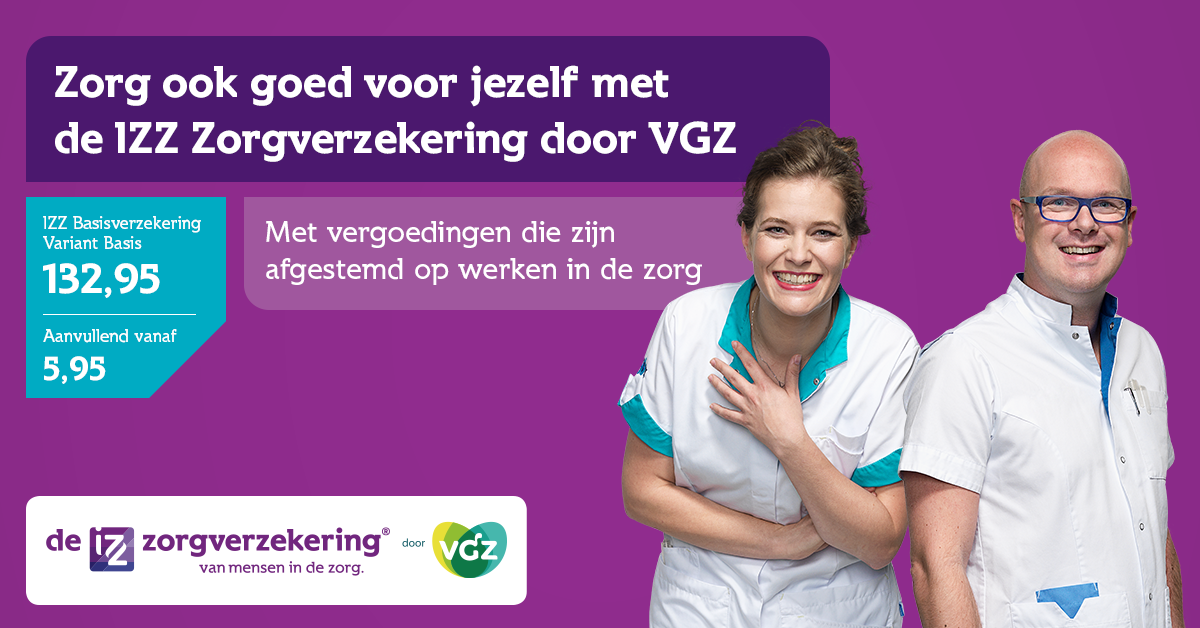 Zorg ook goed voor jezelf met
de IZZ Zorgverzekering door VGZ
IZZ Basisverzekering
Variant Basis
132,95
Aanvullend vanaf
5,95
Met vergoedingen die zijn
afgestemd op werken in de zorg
de IZZ zorgverzekering® door vgz
van mensen in de zorg.